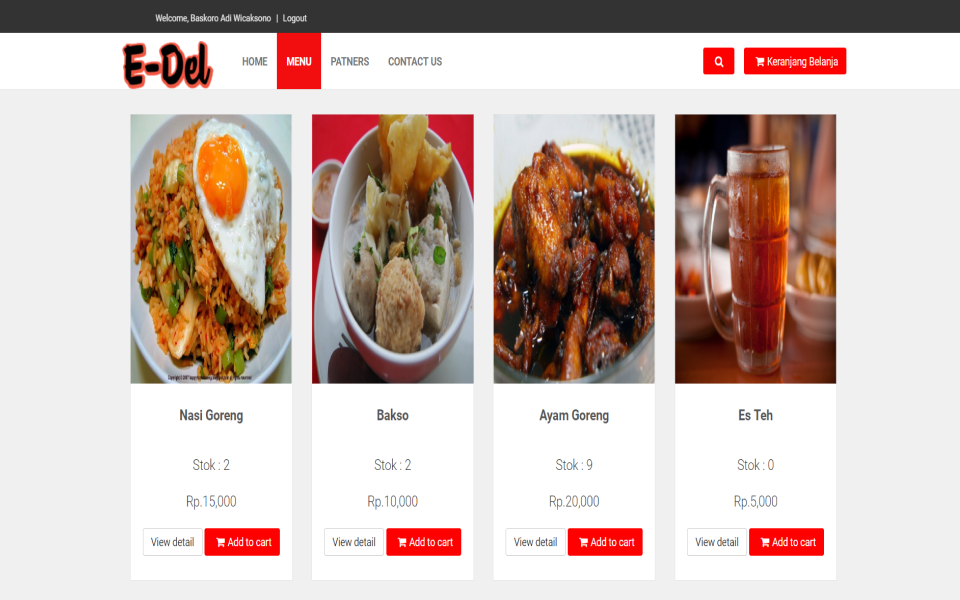 Welcome, Baskoro Adi Wicaksono | Logout
E-Del
HOME
MENU
PATNERS
CONTACT US
Keranjang Belanja
Nasi Goreng
Stok : 2
Rp.15,000
View detail
Add to cart
Bakso
Stok : 2
Rp.10,000
View detail
Add to cart
Ayam Goreng
Stok : 9
Rp.20,000
View detail
Add to cart
Es Teh
Stok : 0
Rp.5,000
View detail
Add to cart